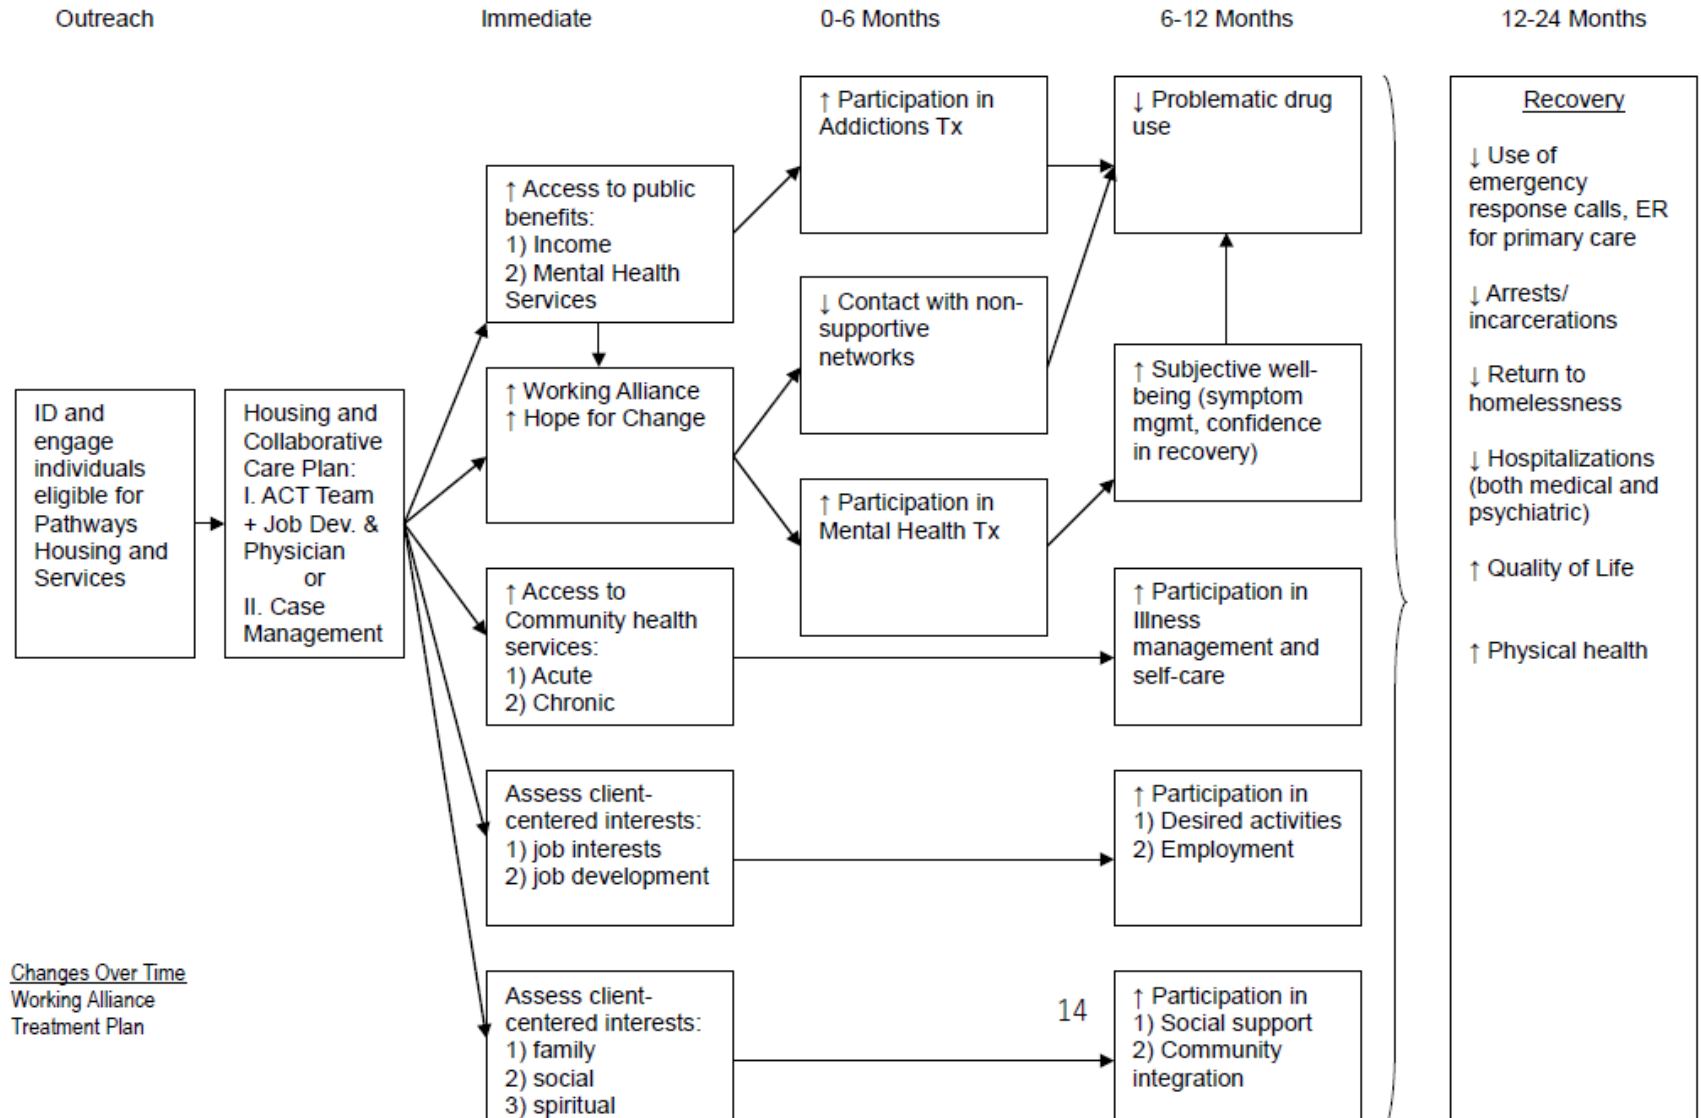 Outreach
Immediate
0-6 Months
6-12 Months
12-24 Months
ID and
engage
individuals
eligible for
Pathways
Housing and
Services
Housing and
Collaborative
Care Plan:
I. ACT Team
+ Job Dev. &
Physician
or
II. Case
Management
↑ Access to public
benefits:
1) Income
2) Mental Health
Services
↑ Working Alliance
↑ Hope for Change
↑ Access to
Community health
services:
1) Acute
2) Chronic
Assess client-
centered interests:
1) job interests
2) job development
Assess client-
centered interests:
1) family
2) social
3) spiritual
↑ Participation in
Addictions Tx
↓ Contact with non-
supportive
networks
↑ Participation in
Mental Health Tx
↓ Problematic drug
use
↑ Subjective well-
being (symptom
mgmt, confidence
in recovery)
↑ Participation in
Illness
management and
self-care
↑ Participation in
1) Desired activities
2) Employment
↑ Participation in
1) Social support
2) Community
integration
Recovery
↓ Use of
emergency
response calls, ER
for primary care
↓ Arrests/
incarcerations
↓ Return to
homelessness
↓ Hospitalizations
(both medical and
psychiatric)
↑ Quality of Life
↑ Physical health
Changes Over Time
Working Alliance
Treatment Plan
14